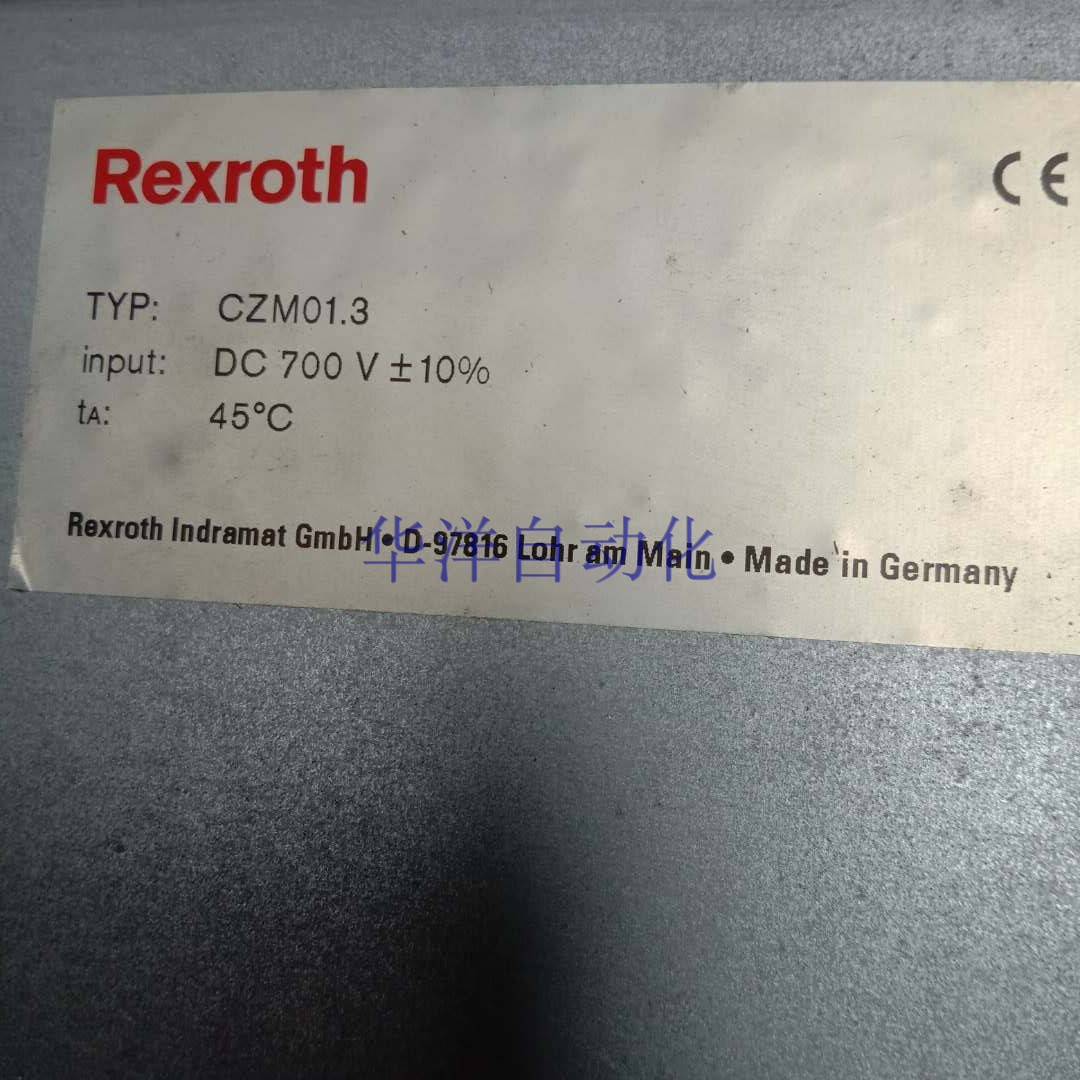 Rexroth
CE
TYP: CZM01.3
input: DC 700 V ±10%
tA: 45°C
Rexroth Indramat GmbH • D-97816 Lohr am Main • Made in Germany
华洋自动化